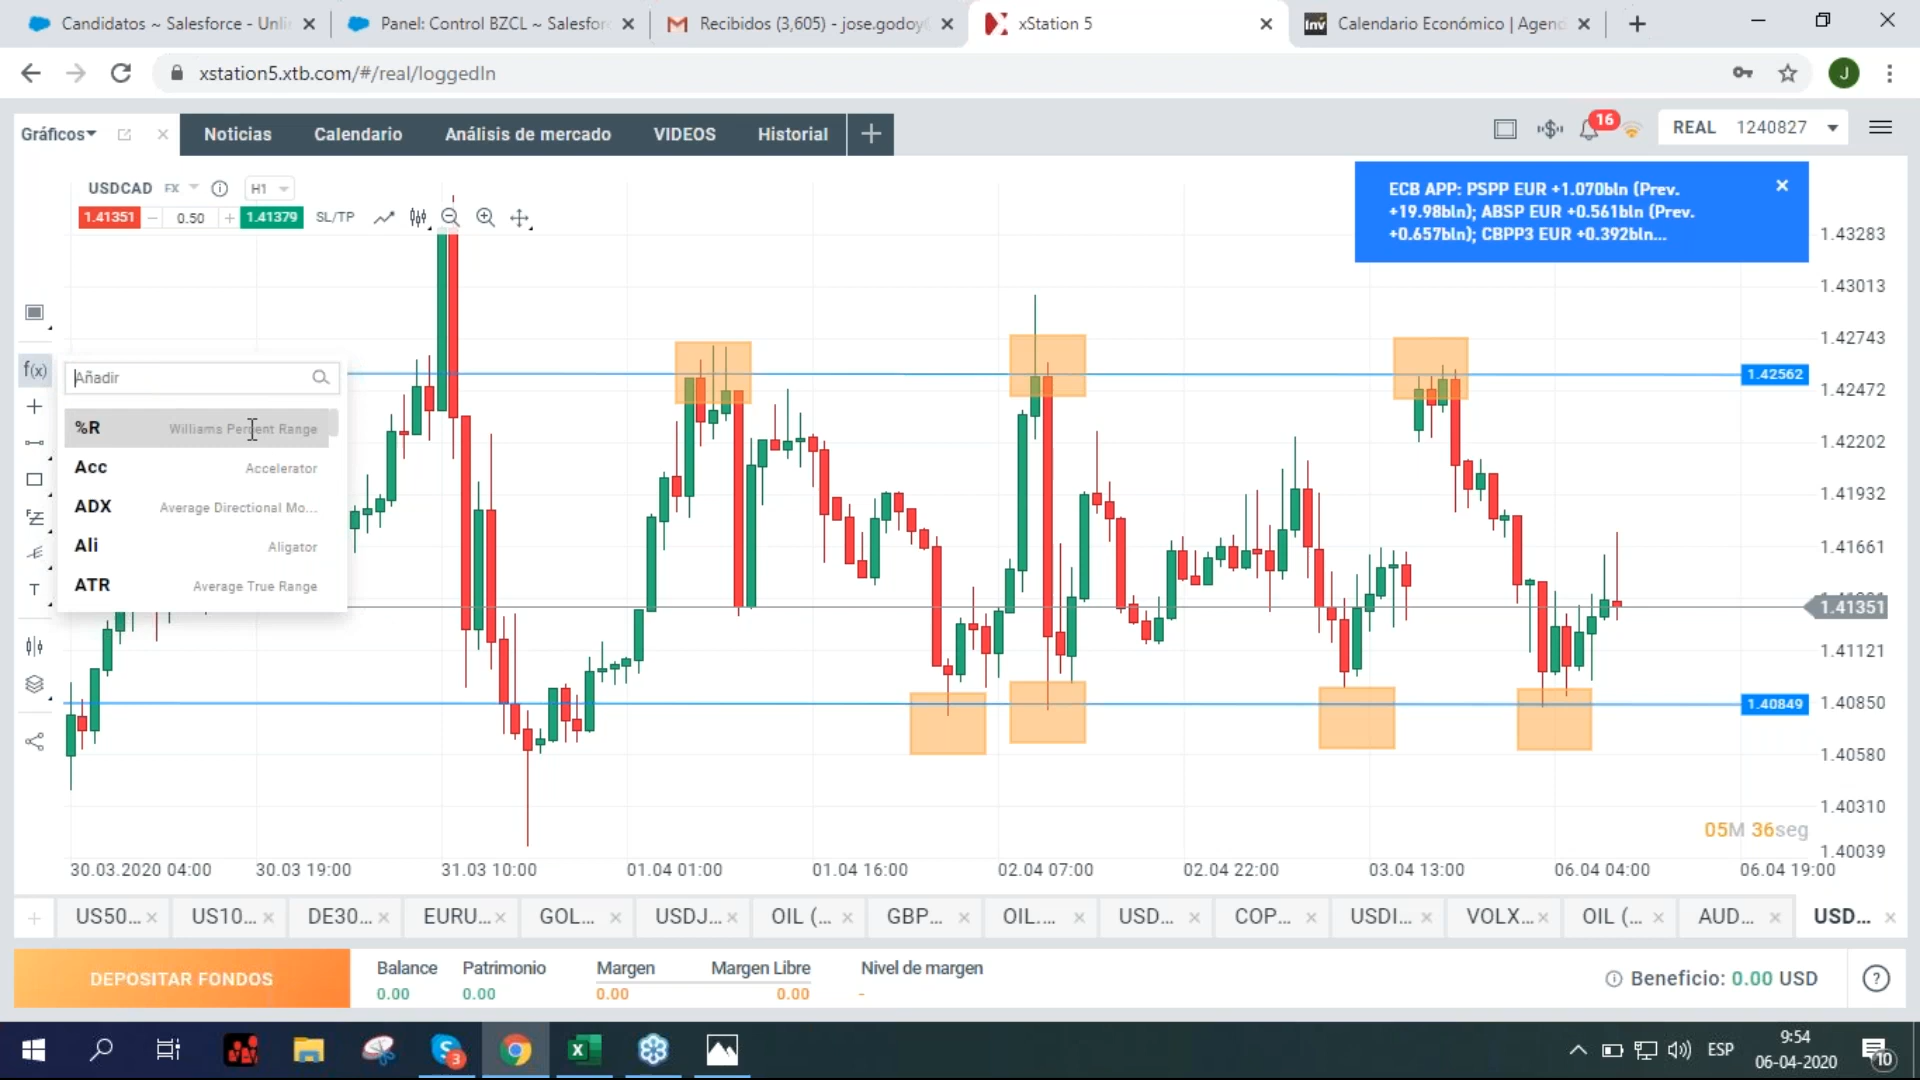 Candidatos ~ Salesforce - Unli
Panel: Control BZCL ~ Salesforc
Recibidos (3,605) - jose.godoy
xStation 5
Calendario Económico | Agenc
xstation5.xtb.com/#/real/loggedIn
J
Gráficos
Noticias
Calendario
Análisis de mercado
VIDEOS
Historial
16
REAL 1240827
USDCAD FX
H1
1.41351
0.50
1.41379
SL/TP
ECB APP: PSPP EUR +1.070bln (Prev.
+19.98bln); ABSP EUR +0.561bln (Prev.
+0.657bln); CBPP3 EUR +0.392bln...
f(x)
Añadir
%R Williams Percent Range
Acc Accelerator
ADX Average Directional Mo...
Ali Aligator
ATR Average True Range
T
1.43283
1.43013
1.42743
1.42562
1.42472
1.42202
1.41932
1.41661
1.41351
1.41121
1.40849
1.40850
1.40580
1.40310
1.40039
05M 36seg
30.03.2020 04:00
30.03 19:00
31.03 10:00
01.04 01:00
01.04 16:00
02.04 07:00
02.04 22:00
03.04 13:00
06.04 04:00
06.04 19:00
US50...
US10...
DE30...
EURU...
GOL...
USDJ...
OIL (...
GBP...
OIL....
USD...
COP...
USDI...
VOLX...
OIL (...
AUD...
USD...
DEPOSITAR FONDOS
Balance
0.00
Patrimonio
0.00
Margen
0.00
Margen Libre
0.00
Nivel de margen
-
Beneficio: 0.00 USD
3
ESP
9:54
06-04-2020
10